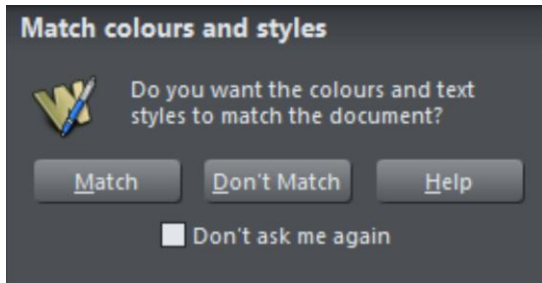 Match colours and styles
Do you want the colours and text
styles to match the document?
Match Don't Match Help
Don't ask me again